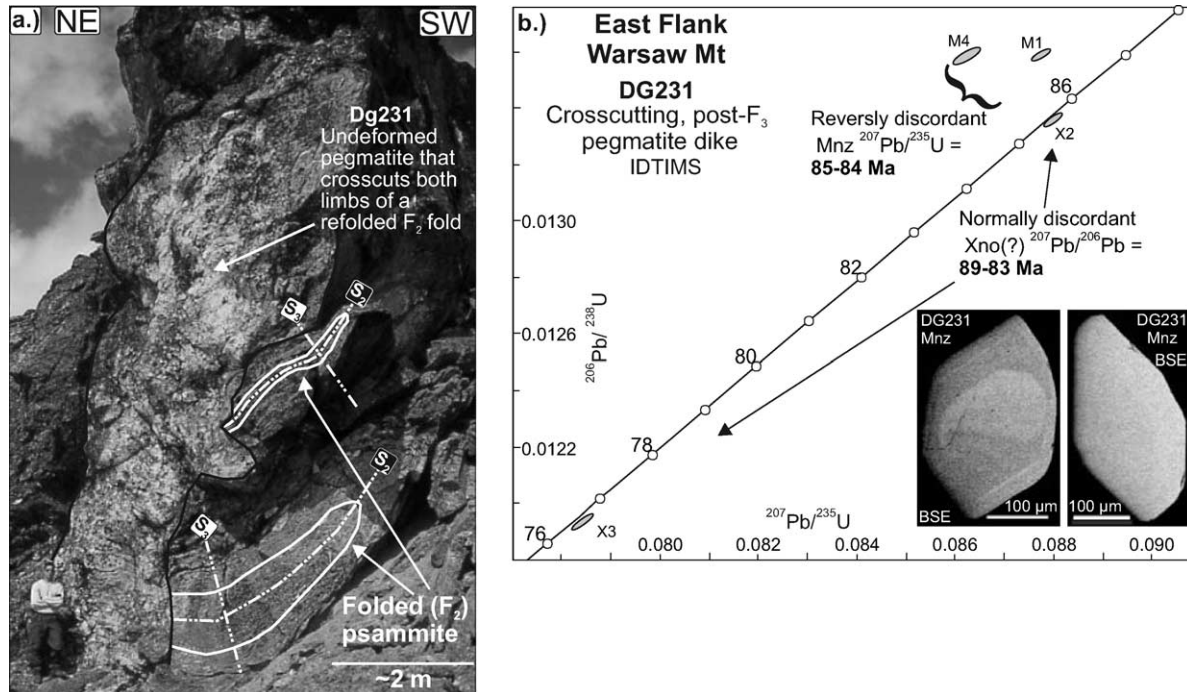 a.) NE
SW
Dg231
Undeformed
pegmatite that
crosscuts both
limbs of a
refolded F2 fold
S3
S2
S2
S3
Folded (F2)
psammite
~2 m
b.)
East Flank
Warsaw Mt
DG231
Crosscutting, post-F3
pegmatite dike
IDTIMS
M4
M1
86
X2
Reversly discordant
Mnz 207Pb/235U =
85-84 Ma
Normally discordant
Xno(?) 207Pb/206Pb =
89-83 Ma
0.0130
0.0126
0.0122
206Pb/ 238U
82
80
78
76
X3
207Pb/235U
DG231
Mnz
BSE
100 µm
DG231
Mnz
BSE
100 µm
0.080 0.082 0.084 0.086 0.088 0.090